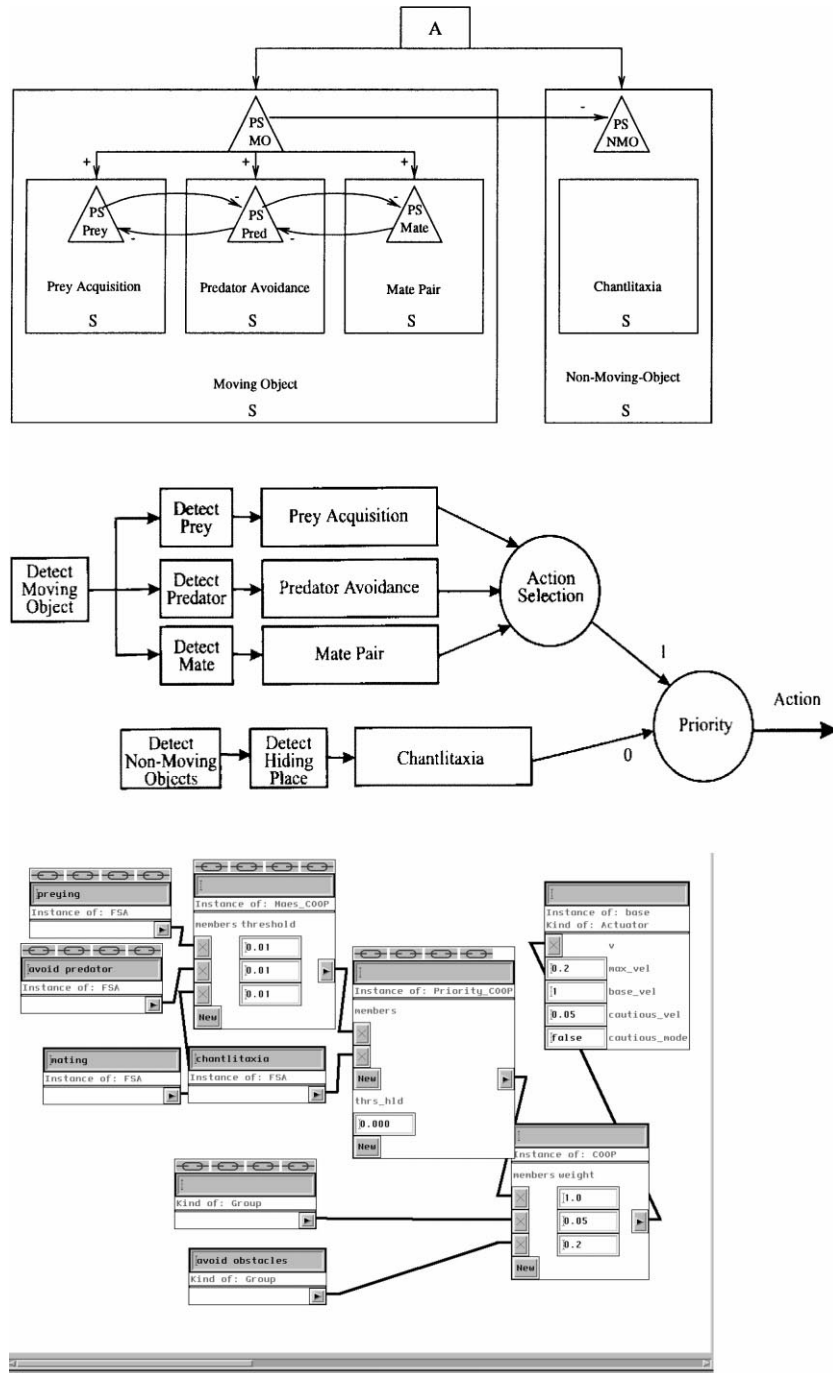 A
PS
MO
-
PS
NMO
+
+
+
PS
Prey
-
-
PS
Pred
-
-
PS
Mate
Prey Acquisition
Predator Avoidance
Mate Pair
Chantlitaxia
S
S
S
S
Moving Object
Non-Moving-Object
S
S
Detect
Prey
Prey Acquisition
Detect
Moving
Object
Detect
Predator
Predator Avoidance
Action
Selection
Detect
Mate
Mate Pair
1
Priority
Action
Detect
Non-Moving
Objects
Detect
Hiding
Place
Chantlitaxia
0
preying
Instance of: FSA
Instance of: Maes_COOP
members threshold
0.01
0.01
0.01
New
avoid predator
Instance of: FSA
Instance of: base
Kind of: Actuator
v
0.2 max_vel
1 base_vel
0.05 cautious_vel
false cautious_mode
Instance of: Priority_COOP
members
New
thrs_hld
0.000
New
mating
Instance of: FSA
chantlitaxia
Instance of: FSA
Instance of: COOP
members weight
1.0
0.05
0.2
New
Kind of: Group
avoid obstacles
Kind of: Group